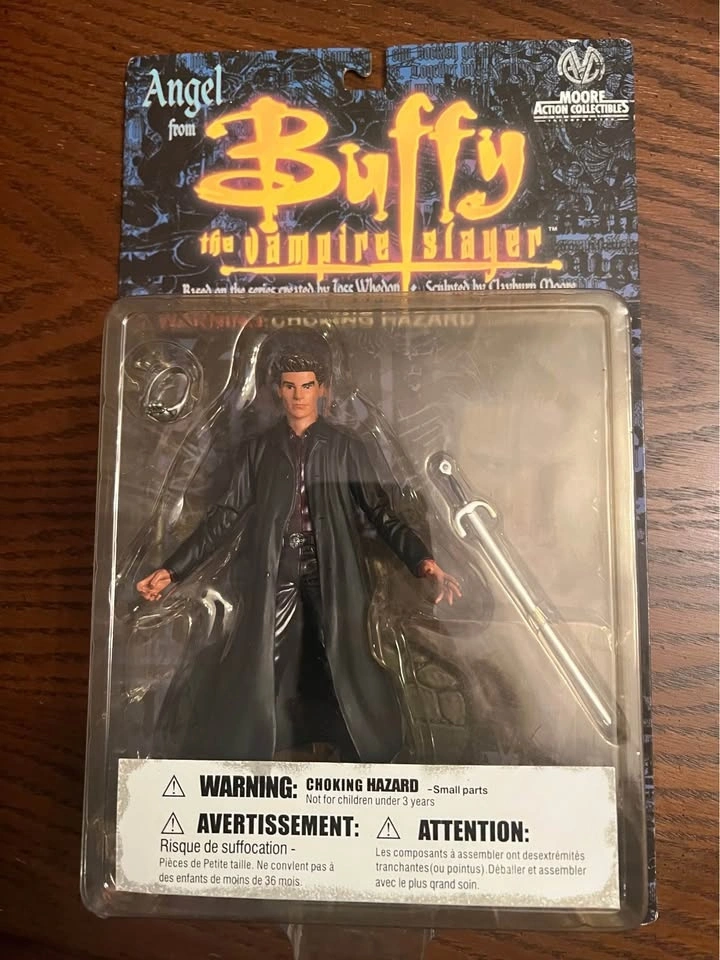 Angel
from
Buffy
the vampire slayer™
MOORE
ACTION COLLECTIBLES
Based on the series created by Joss Whedon • Sculpted by Clayburn Moore
WARNING: CHOKING HAZARD
WARNING: CHOKING HAZARD -Small parts
Not for children under 3 years
AVERTISSEMENT:
Risque de suffocation -
Pièces de Petite taille. Ne convlent pas à
des enfants de moins de 36 mois.
ATTENTION:
Les composants à assembler ont desextrémités
tranchantes(ou pointus).Déballer et assembler
avec le plus grand soin.